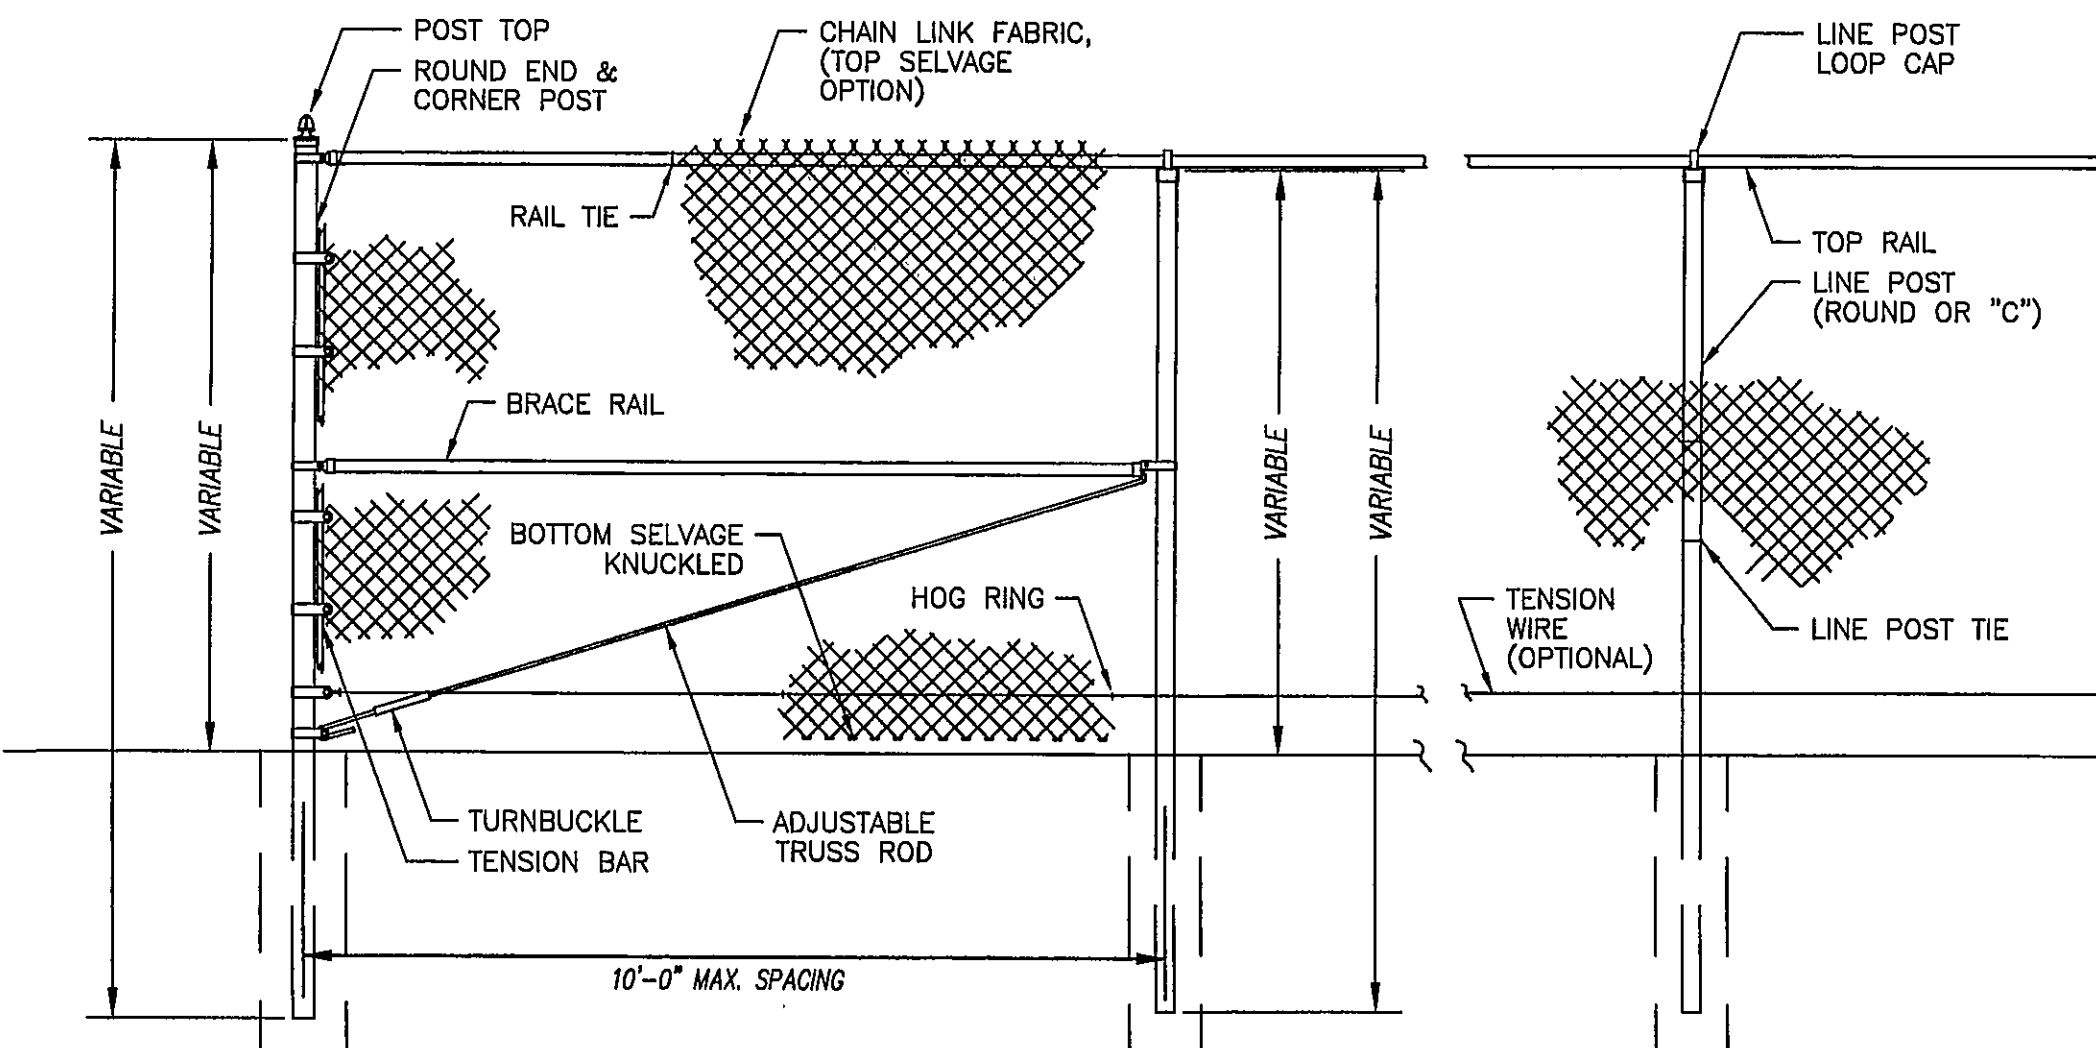 POST TOP
ROUND END &
CORNER POST
CHAIN LINK FABRIC,
(TOP SELVAGE
OPTION)
LINE POST
LOOP CAP
RAIL TIE
TOP RAIL
LINE POST
(ROUND OR "C")
BRACE RAIL
VARIABLE
VARIABLE
VARIABLE
VARIABLE
BOTTOM SELVAGE
KNUCKLED
HOG RING
TENSION
WIRE
(OPTIONAL)
LINE POST TIE
TURNBUCKLE
TENSION BAR
ADJUSTABLE
TRUSS ROD
10'-0" MAX. SPACING